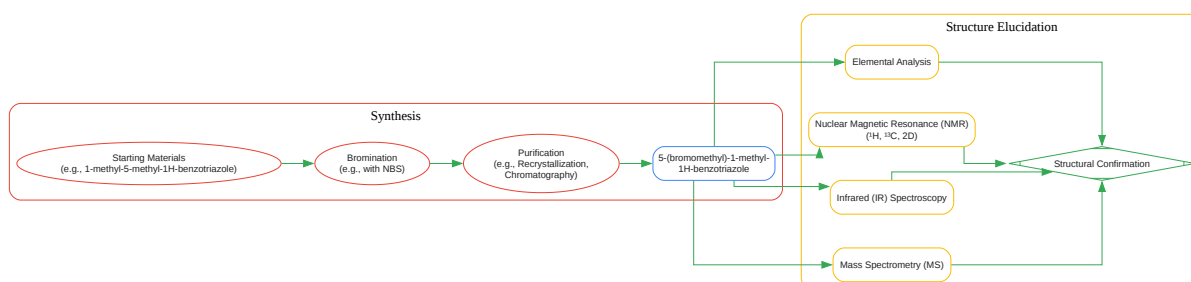 Structure Elucidation
Elemental Analysis
Synthesis
Starting Materials
(e.g., 1-methyl-5-methyl-1H-benzotriazole)
Bromination
(e.g., with NBS)
Purification
(e.g., Recrystallization,
Chromatography)
5-(bromomethyl)-1-methyl-
1H-benzotriazole
Nuclear Magnetic Resonance (NMR)
(¹H, ¹³C, 2D)
Structural Confirmation
Infrared (IR) Spectroscopy
Mass Spectrometry (MS)